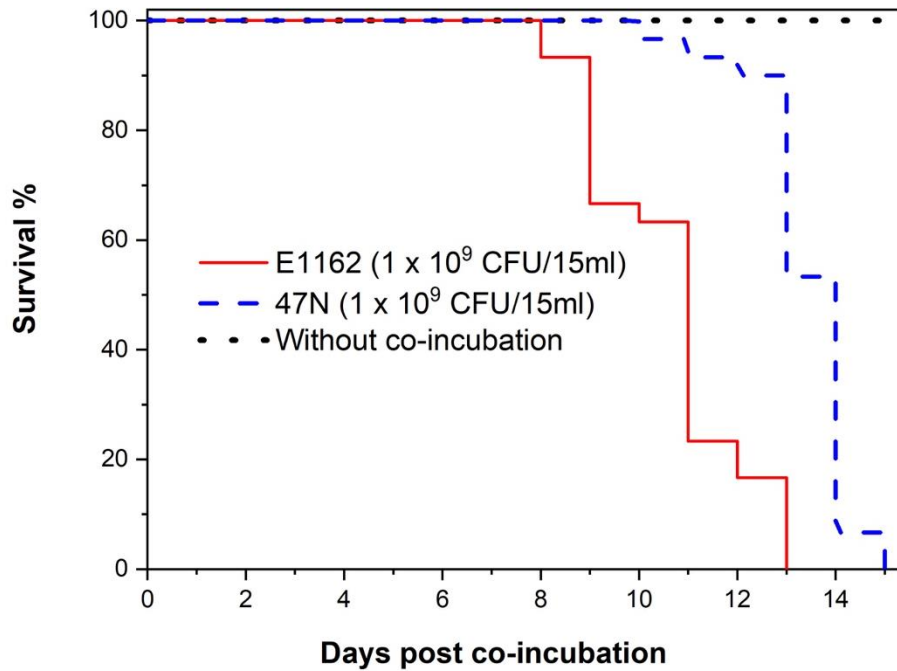 Survival %
100
80
60
40
20
0
E1162 (1 x 10⁹ CFU/15ml)
47N (1 x 10⁹ CFU/15ml)
Without co-incubation
0 2 4 6 8 10 12 14
Days post co-incubation